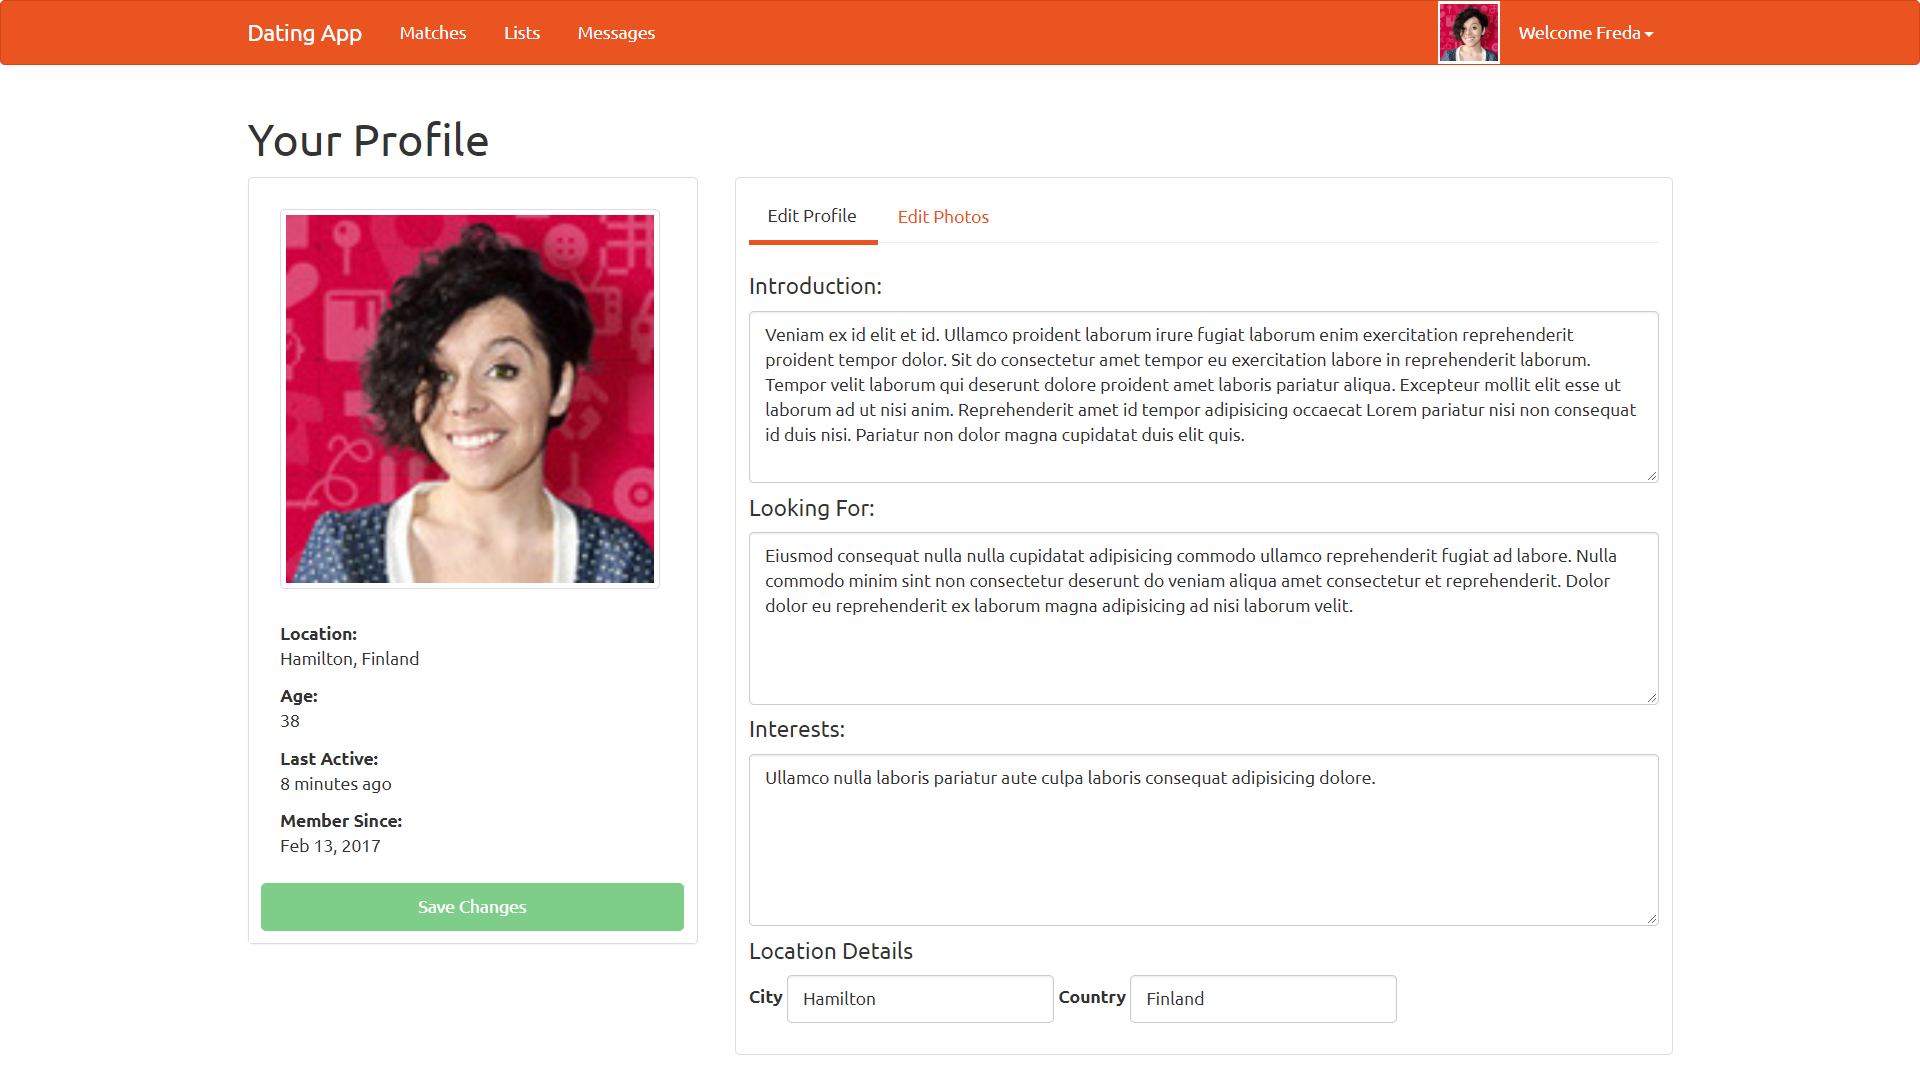 Dating App
Matches
Lists
Messages
Welcome Freda
Your Profile
Location:
Hamilton, Finland
Age:
38
Last Active:
8 minutes ago
Member Since:
Feb 13, 2017
Save Changes
Edit Profile
Edit Photos
Introduction:
Veniam ex id elit et id. Ullamco proident laborum irure fugiat laborum enim exercitation reprehenderit
proident tempor dolor. Sit do consectetur amet tempor eu exercitation labore in reprehenderit laborum.
Tempor velit laborum qui deserunt dolore proident amet laboris pariatur aliqua. Excepteur mollit elit esse ut
laborum ad ut nisi anim. Reprehenderit amet id tempor adipisicing occaecat Lorem pariatur nisi non consequat
id duis nisi. Pariatur non dolor magna cupidatat duis elit quis.
Looking For:
Eiusmod consequat nulla nulla cupidatat adipisicing commodo ullamco reprehenderit fugiat ad labore. Nulla
commodo minim sint non consectetur deserunt do veniam aliqua amet consectetur et reprehenderit. Dolor
dolor eu reprehenderit ex laborum magna adipisicing ad nisi laborum velit.
Interests:
Ullamco nulla laboris pariatur aute culpa laboris consequat adipisicing dolore.
Location Details
City Hamilton Country Finland